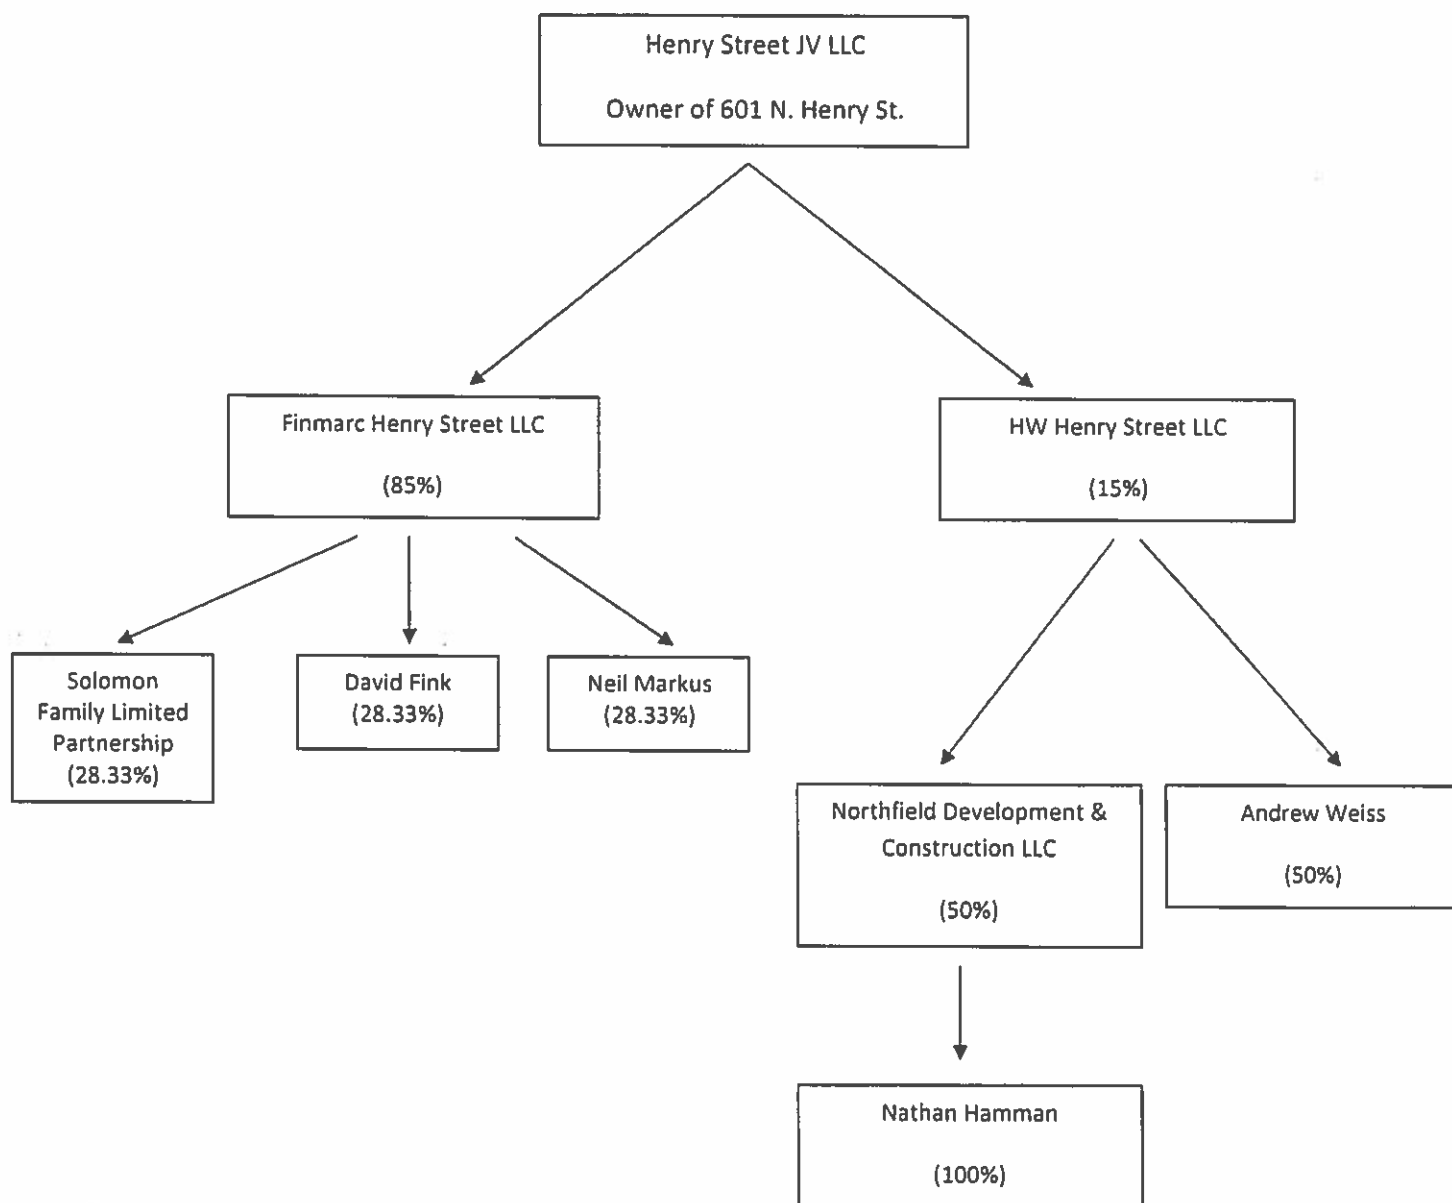 Henry Street JV LLC
Owner of 601 N. Henry St.
Finmarc Henry Street LLC
(85%)
HW Henry Street LLC
(15%)
Solomon
Family Limited
Partnership
(28.33%)
David Fink
(28.33%)
Neil Markus
(28.33%)
Northfield Development &
Construction LLC
(50%)
Andrew Weiss
(50%)
Nathan Hamman
(100%)